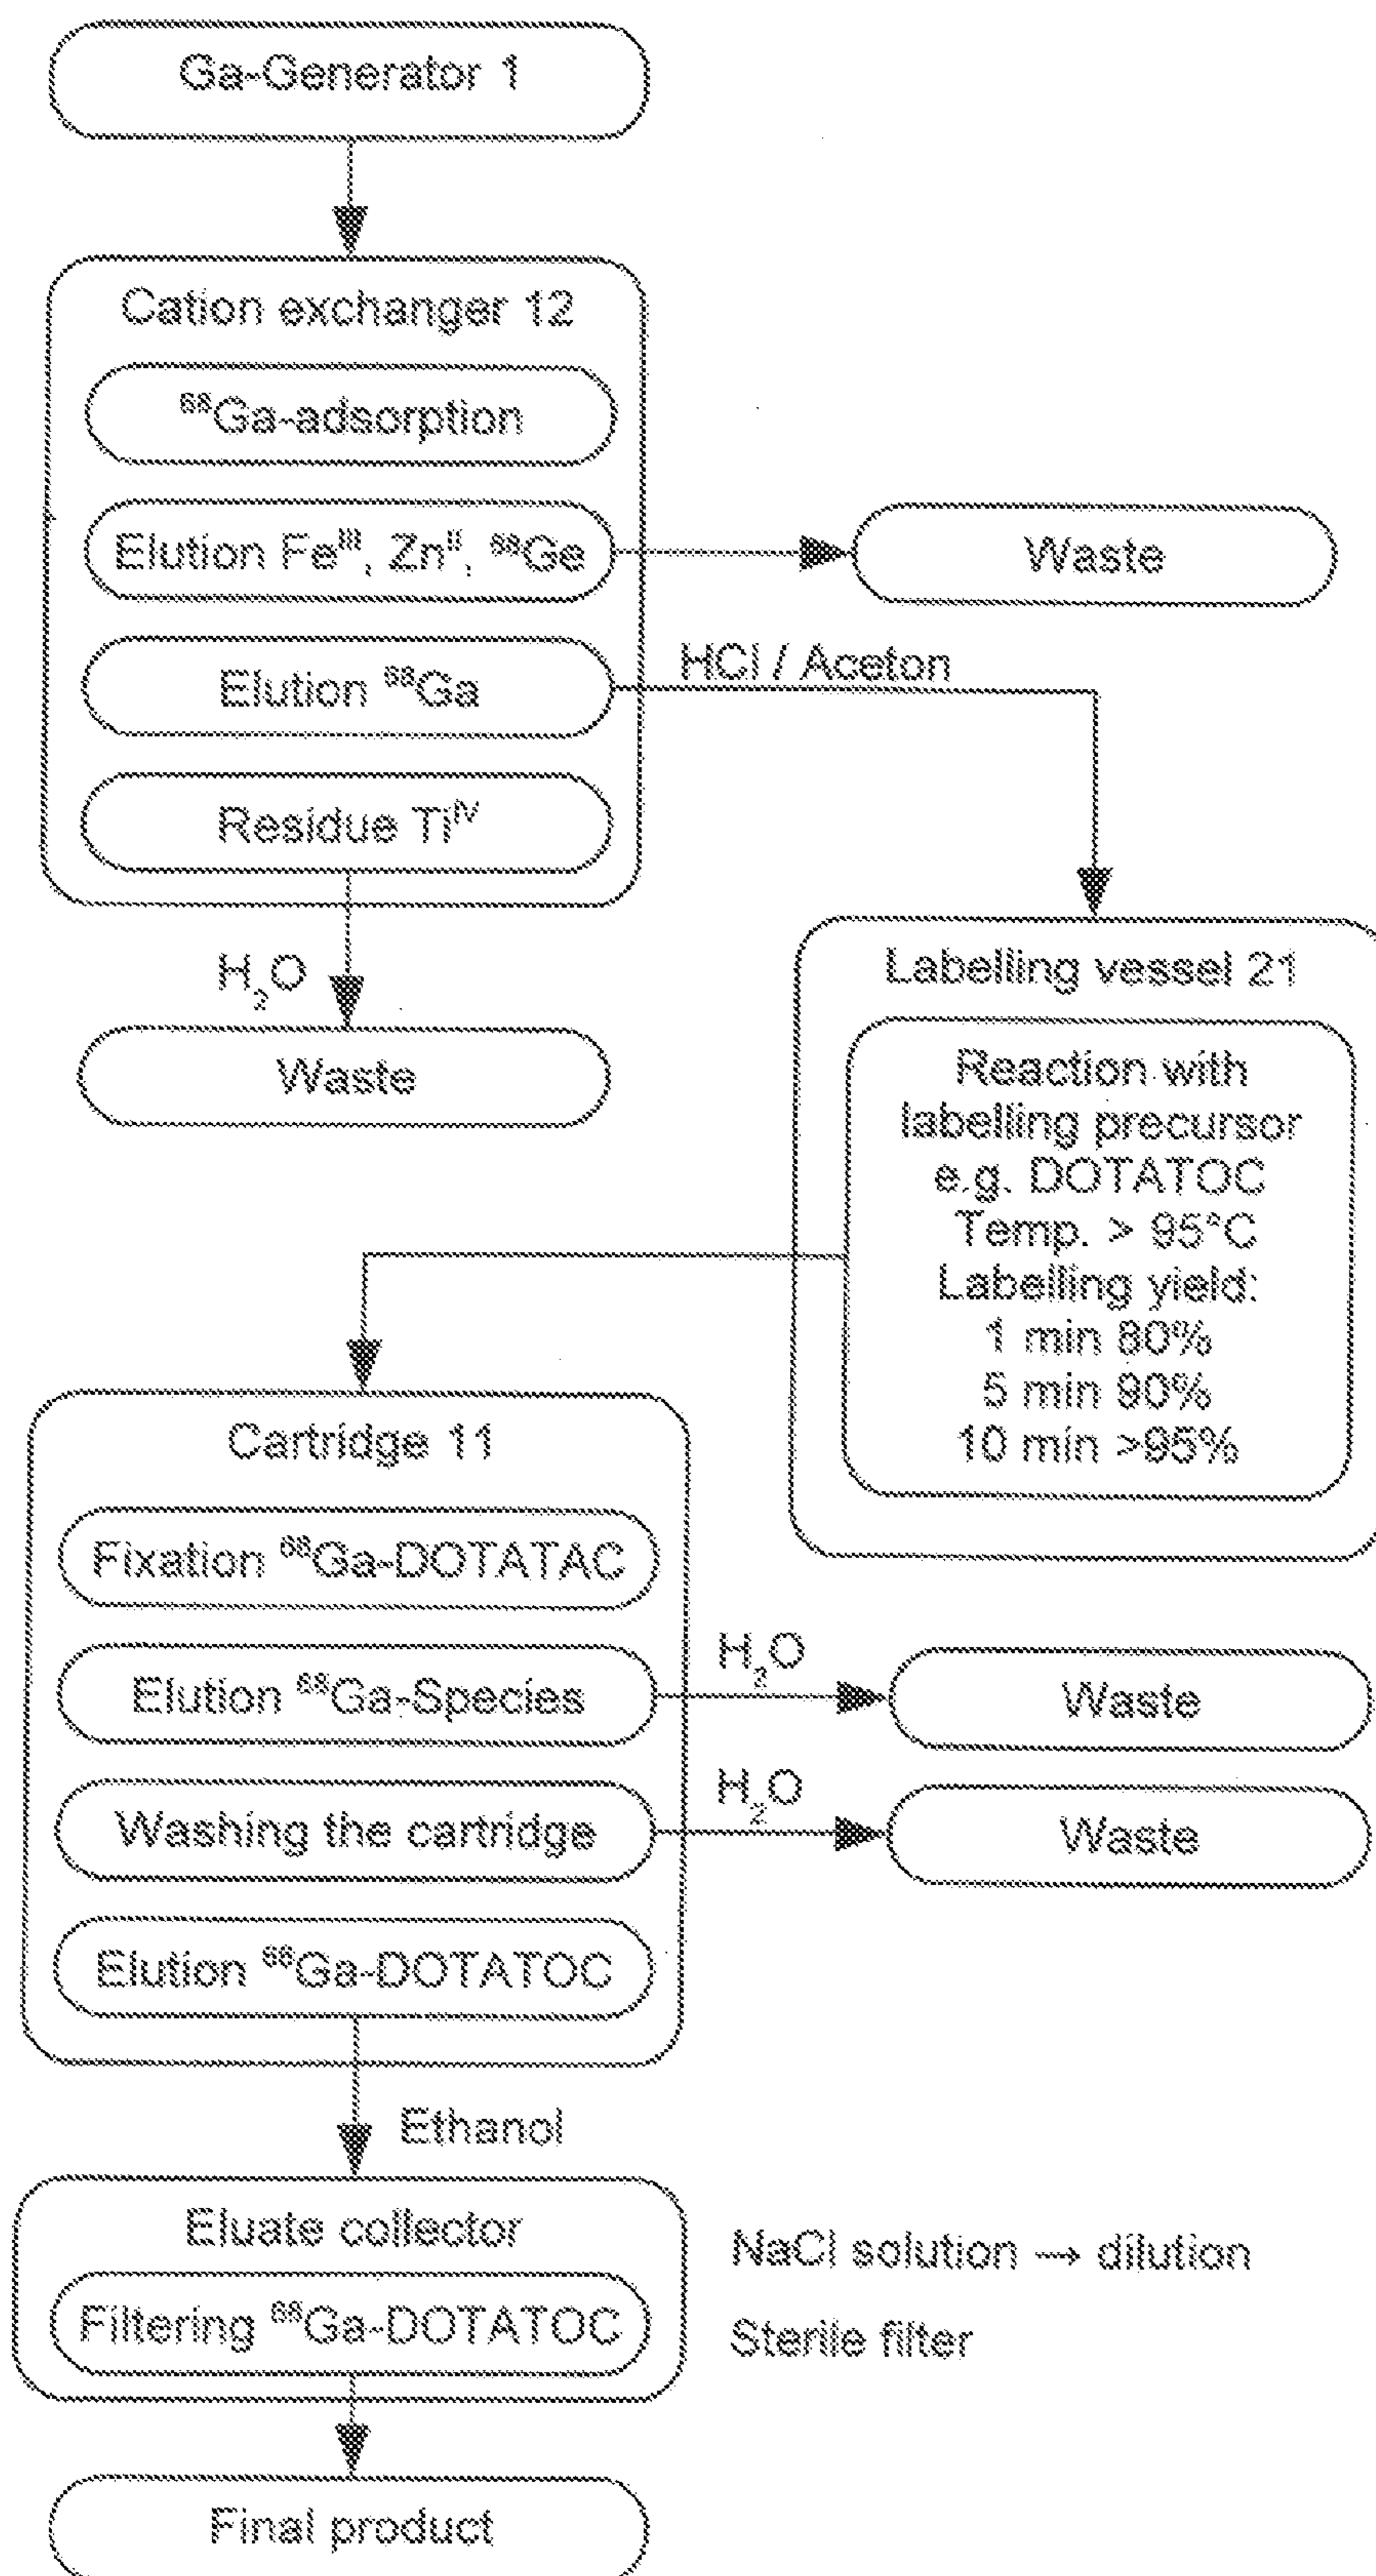 Ga-Generator 1
Cation exchanger 12
⁶⁸Ga-adsorption
Elution Feᴵᴵᴵ, Znᴵᴵ, ⁶⁸Ge
Waste
Elution ⁶⁸Ga
HCl / Aceton
Residue Tiᴵⱽ
H₂O
Waste
Labelling vessel 21
Reaction with
labelling precursor
e.g. DOTATOC
Temp. > 95°C
Labelling yield:
1 min 80%
5 min 90%
10 min >95%
Cartridge 11
Fixation ⁶⁸Ga-DOTATAC
Elution ⁶⁸Ga-Species
H₂O
Waste
Washing the cartridge
H₂O
Waste
Elution ⁶⁸Ga-DOTATOC
Ethanol
Eluate collector
Filtering ⁶⁸Ga-DOTATOC
NaCl solution → dilution
Sterile filter
Final product